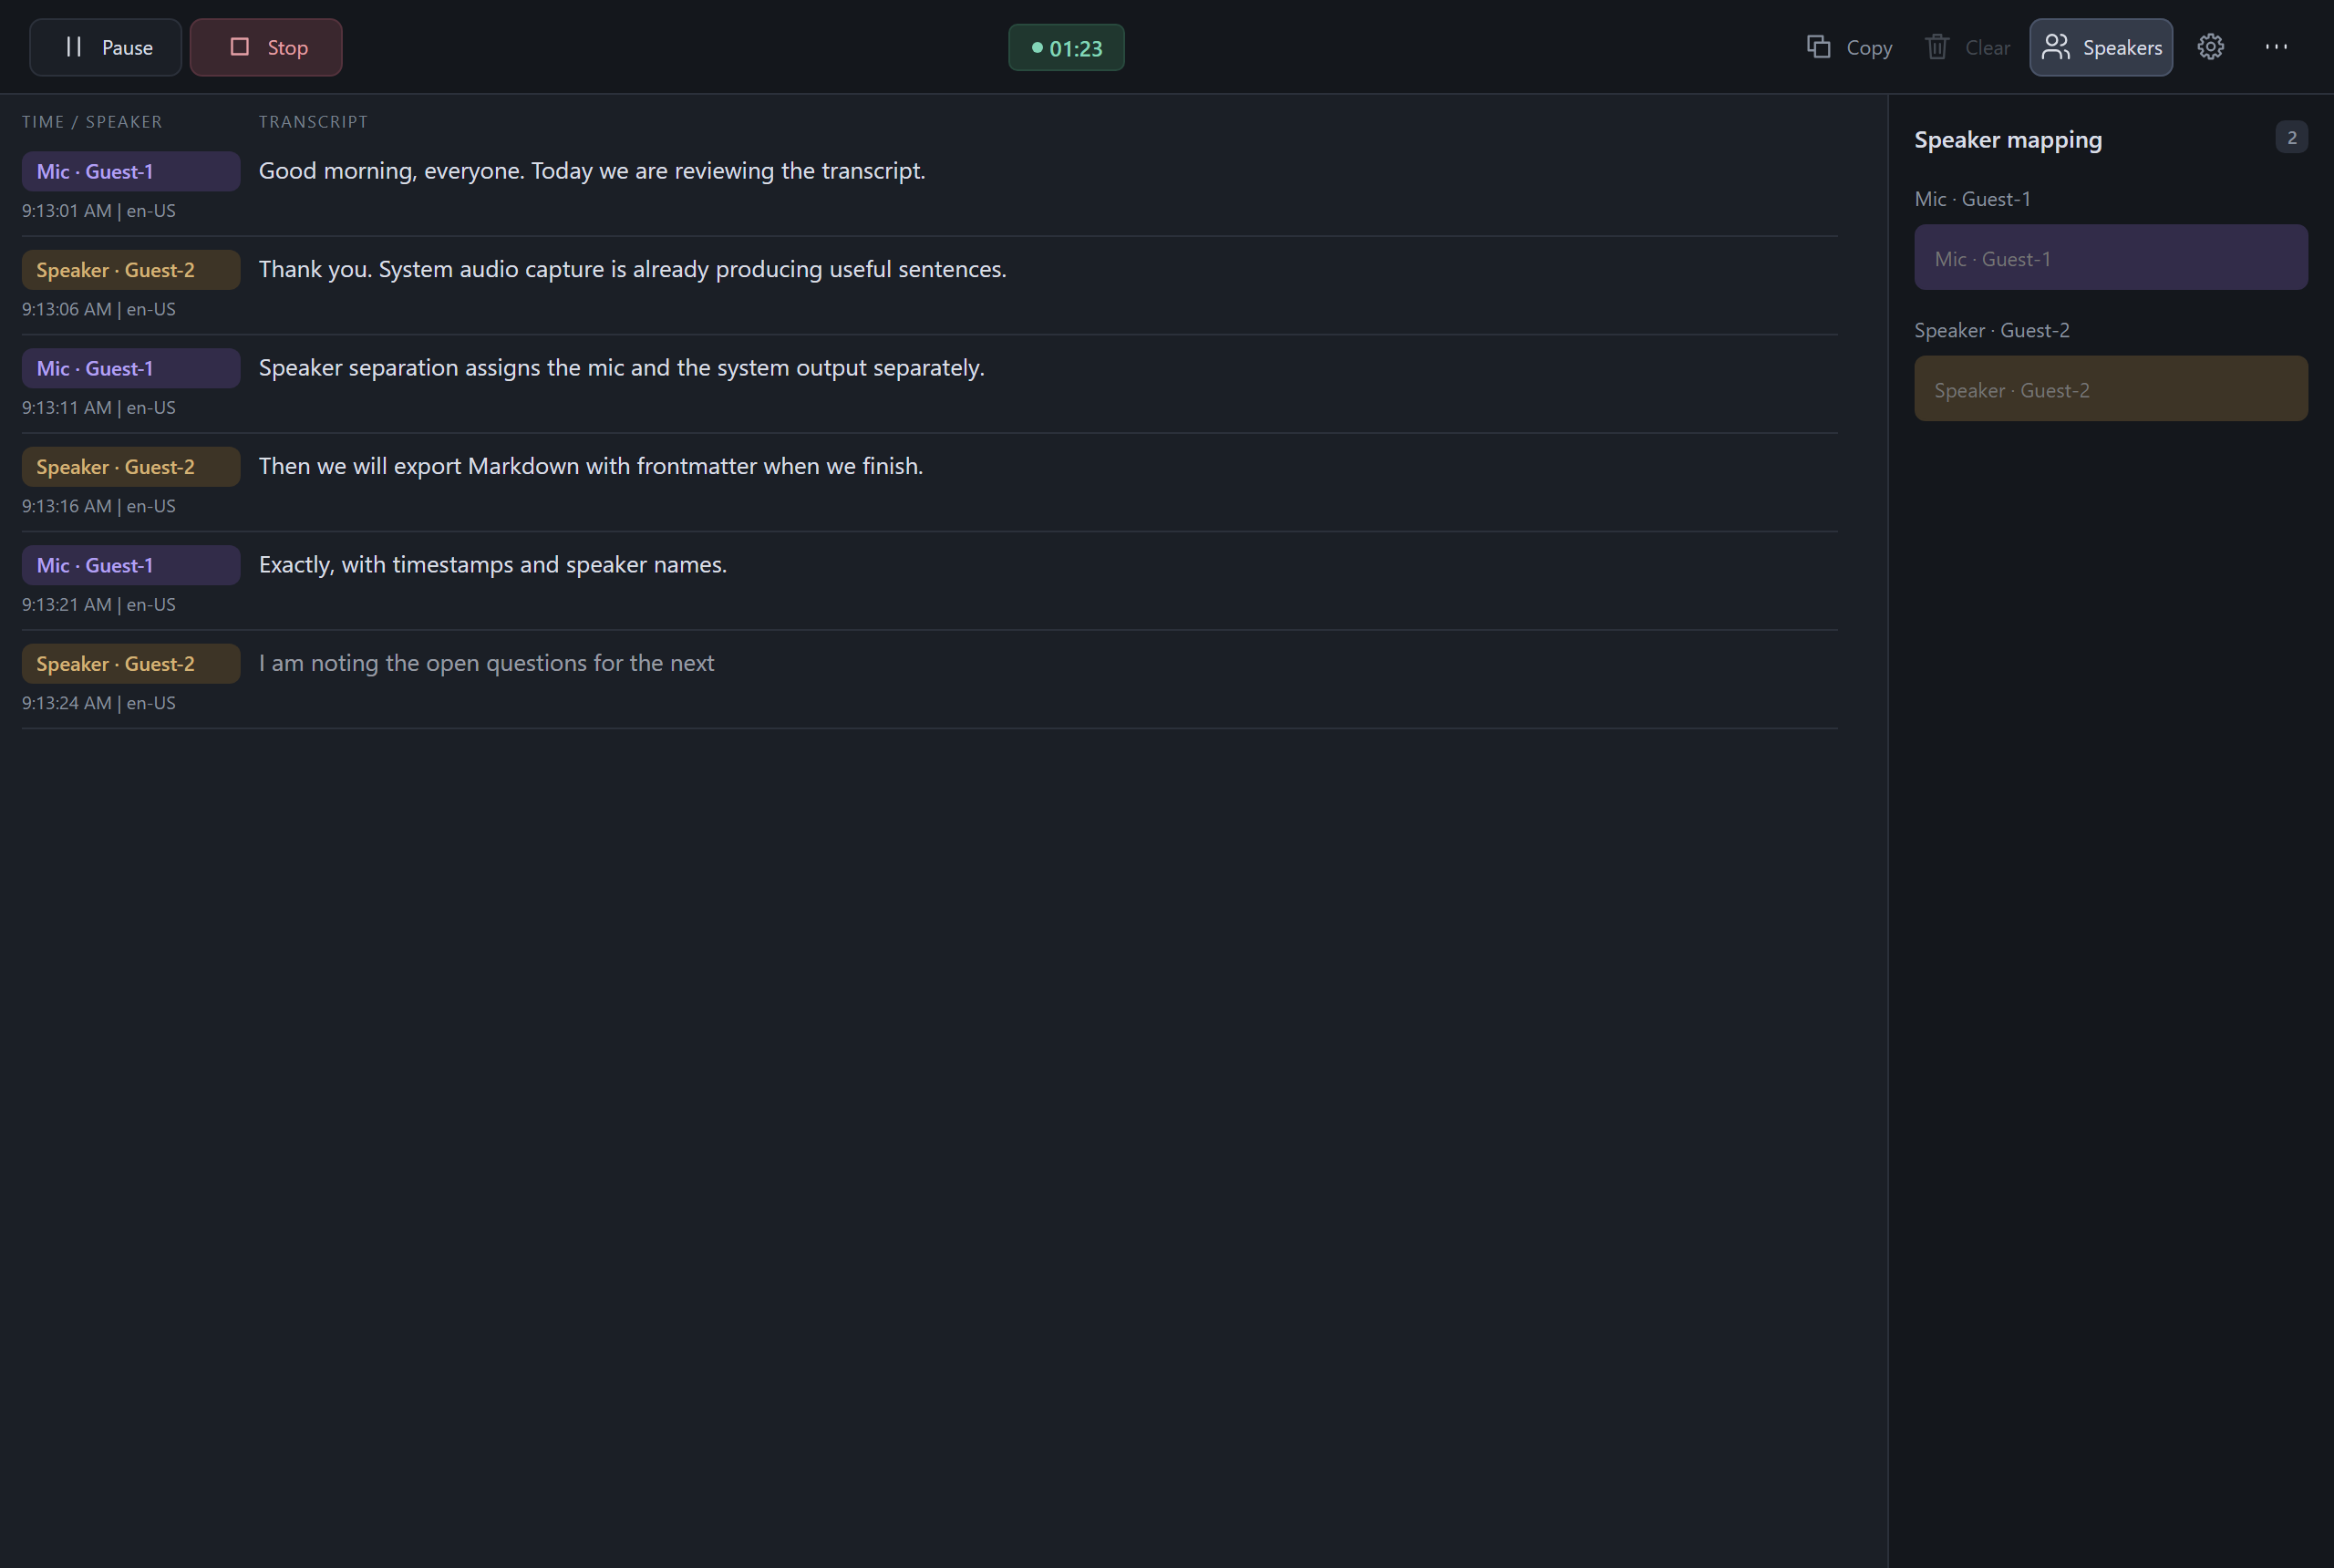 Pause
Stop
01:23
Copy
Clear
Speakers
TIME / SPEAKER
TRANSCRIPT
Mic · Guest-1
Good morning, everyone. Today we are reviewing the transcript.
9:13:01 AM | en-US
Speaker · Guest-2
Thank you. System audio capture is already producing useful sentences.
9:13:06 AM | en-US
Mic · Guest-1
Speaker separation assigns the mic and the system output separately.
9:13:11 AM | en-US
Speaker · Guest-2
Then we will export Markdown with frontmatter when we finish.
9:13:16 AM | en-US
Mic · Guest-1
Exactly, with timestamps and speaker names.
9:13:21 AM | en-US
Speaker · Guest-2
I am noting the open questions for the next
9:13:24 AM | en-US
Speaker mapping
2
Mic · Guest-1
Mic · Guest-1
Speaker · Guest-2
Speaker · Guest-2